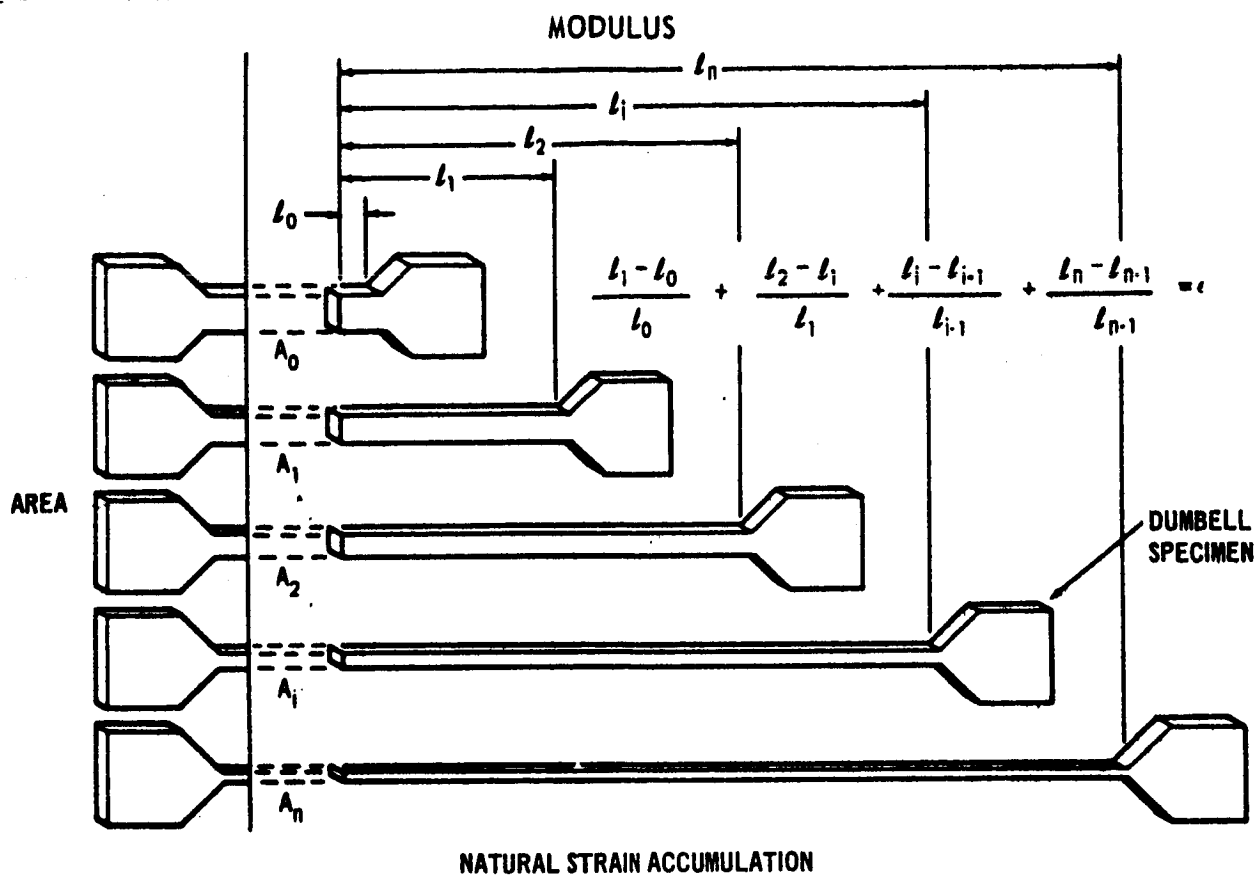 MODULUS
ℓn
ℓi
ℓ2
ℓ1
ℓ0
ℓ1 – ℓ0 / ℓ0 + ℓ2 – ℓi / ℓ1 + ℓi – ℓi-1 / ℓi-1 + ℓn – ℓn-1 / ℓn-1 = ϵ
A0
A1
AREA
A2
DUMBELL
SPECIMEN
Ai
An
NATURAL STRAIN ACCUMULATION